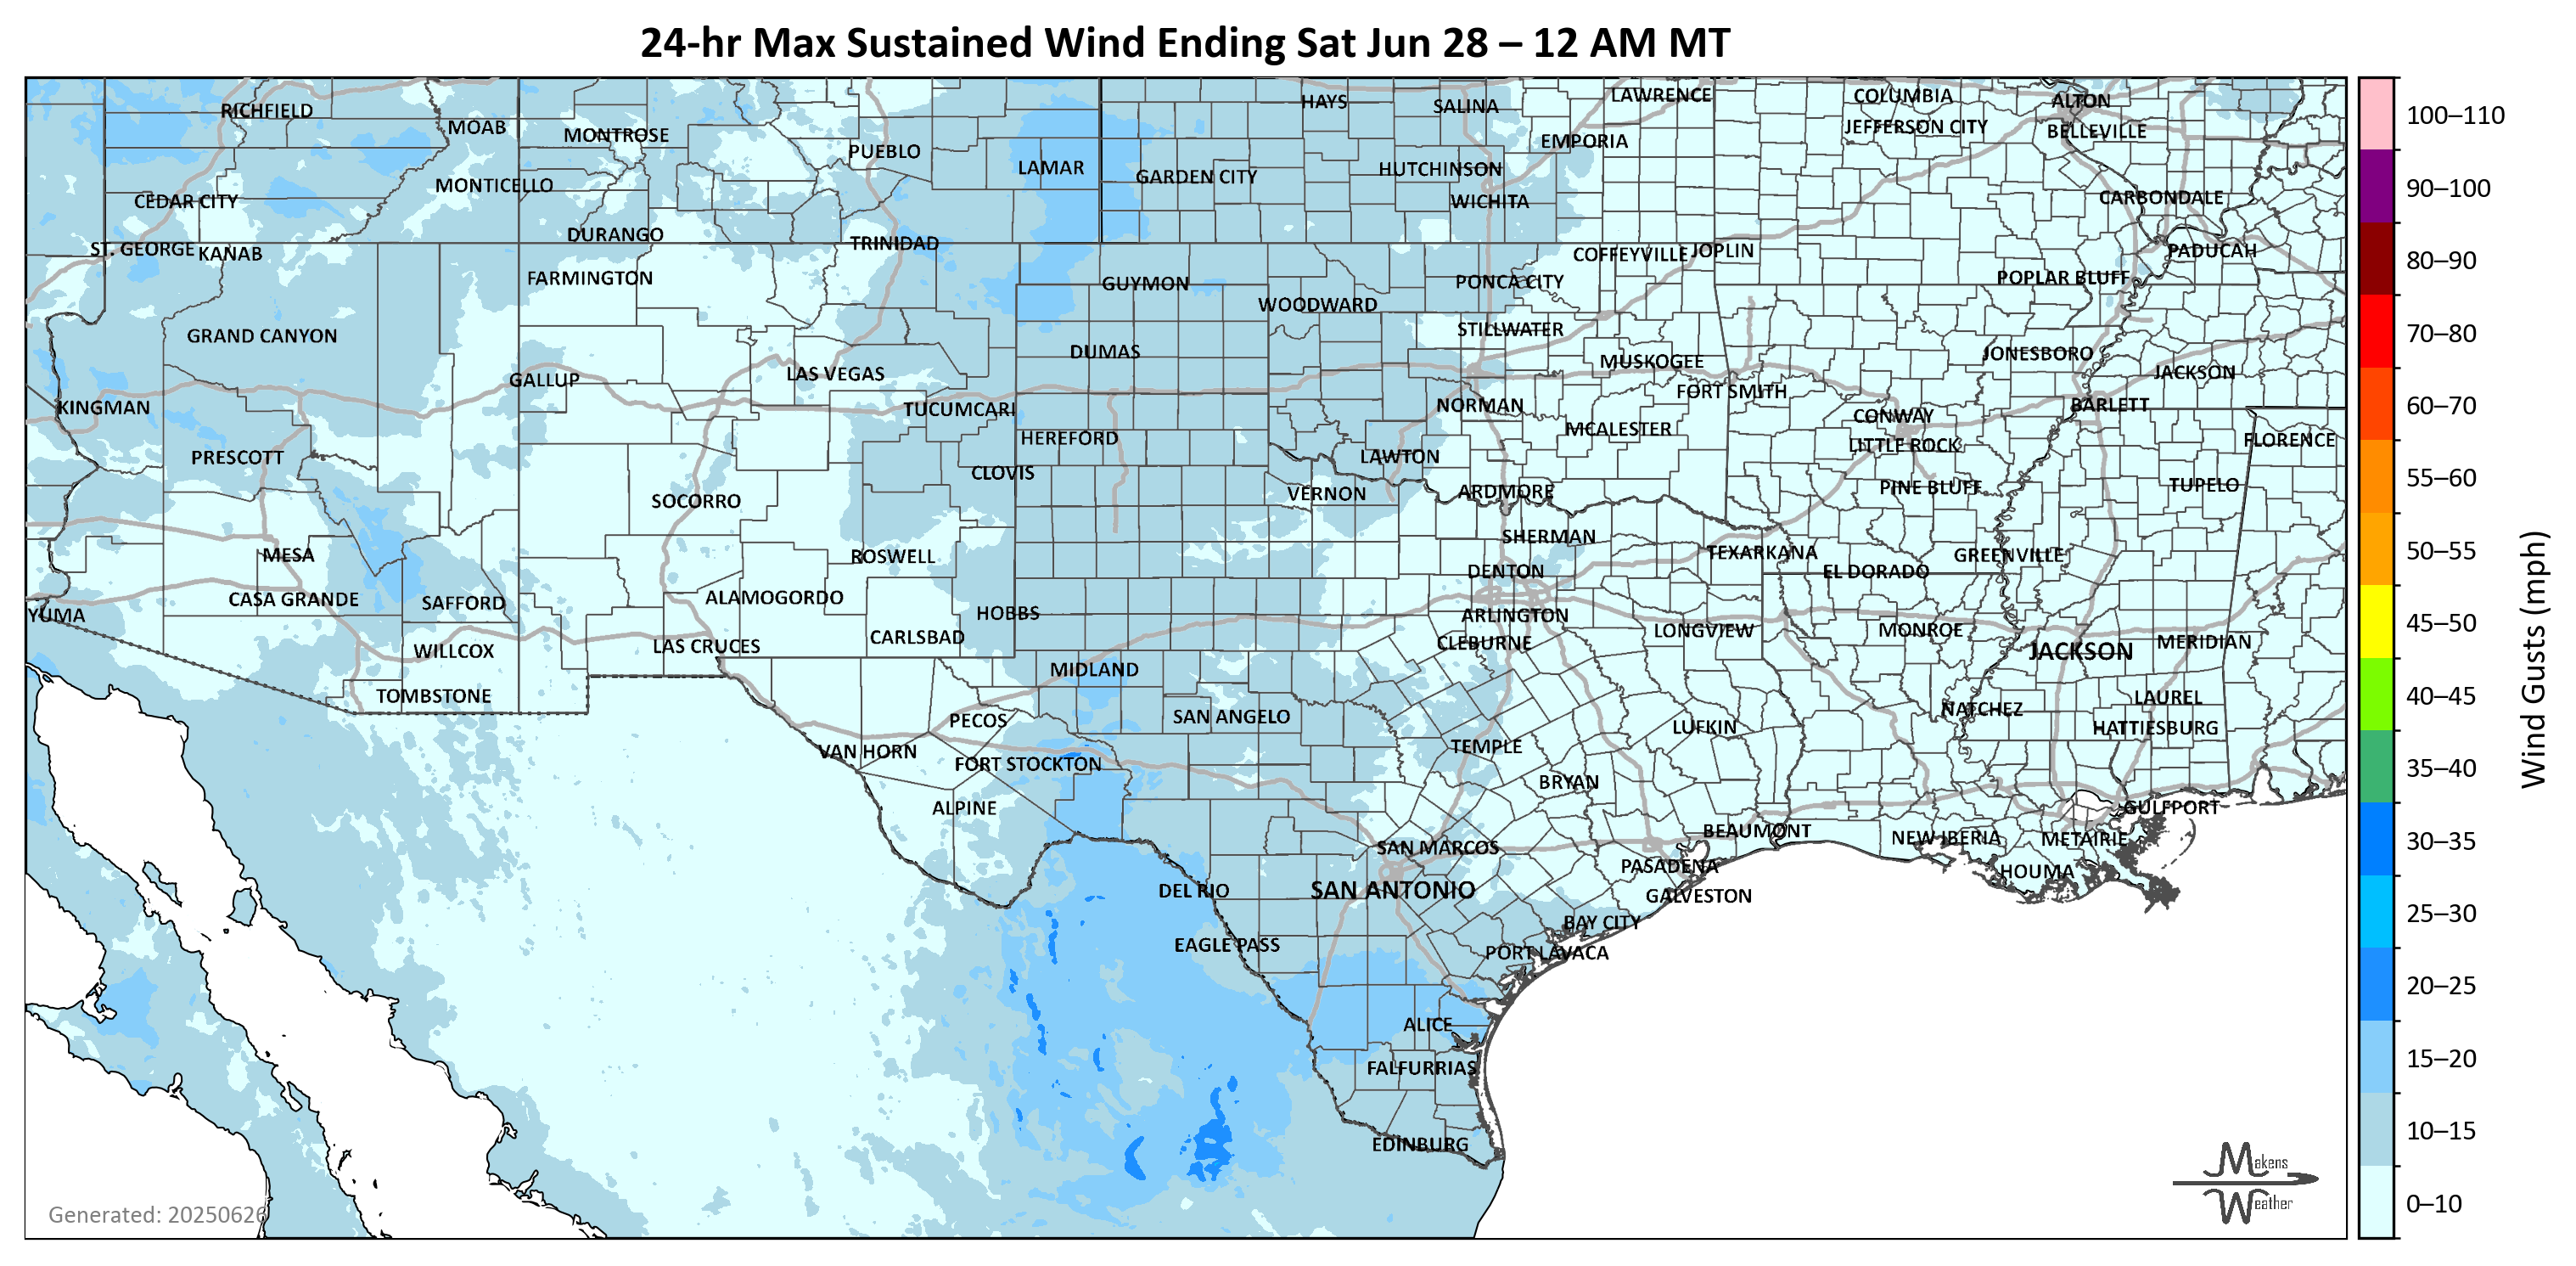 24-hr Max Sustained Wind Ending Sat Jun 28 – 12 AM MT
RICHFIELD
MOAB
MONTROSE
PUEBLO
LAMAR
GARDEN CITY
HAYS
SALINA
HUTCHINSON
WICHITA
EMPORIA
LAWRENCE
COLUMBIA
JEFFERSON CITY
ALTON
BELLEVILLE
CEDAR CITY
MONTICELLO
DURANGO
TRINIDAD
CARBONDALE
ST. GEORGE
KANAB
FARMINGTON
GUYMON
WOODWARD
PONCA CITY
COFFEYVILLE
JOPLIN
POPLAR BLUFF
PADUCAH
GRAND CANYON
DUMAS
STILLWATER
MUSKOGEE
JONESBORO
JACKSON
KINGMAN
GALLUP
LAS VEGAS
TUCUMCARI
HEREFORD
NORMAN
MCALESTER
FORT SMITH
CONWAY
LITTLE ROCK
BARLETT
FLORENCE
PRESCOTT
SOCORRO
CLOVIS
VERNON
LAWTON
ARDMORE
PINE BLUFF
TUPELO
MESA
ROSWELL
SHERMAN
DENTON
TEXARKANA
EL DORADO
GREENVILLE
YUMA
CASA GRANDE
SAFFORD
ALAMOGORDO
HOBBS
ARLINGTON
CLEBURNE
LONGVIEW
MONROE
JACKSON
MERIDIAN
WILLCOX
LAS CRUCES
CARLSBAD
MIDLAND
TOMBSTONE
PECOS
SAN ANGELO
TEMPLE
LUFKIN
NATCHEZ
LAUREL
HATTIESBURG
VAN HORN
FORT STOCKTON
BRYAN
ALPINE
SAN MARCOS
BEAUMONT
NEW IBERIA
METAIRIE
GULFPORT
DEL RIO
SAN ANTONIO
PASADENA
GALVESTON
HOUMA
EAGLE PASS
BAY CITY
PORT LAVACA
ALICE
FALFURRIAS
EDINBURG
Generated: 20250626
Makens
Weather
100–110
90–100
80–90
70–80
60–70
55–60
50–55
45–50
40–45
35–40
30–35
25–30
20–25
15–20
10–15
0–10
Wind Gusts (mph)